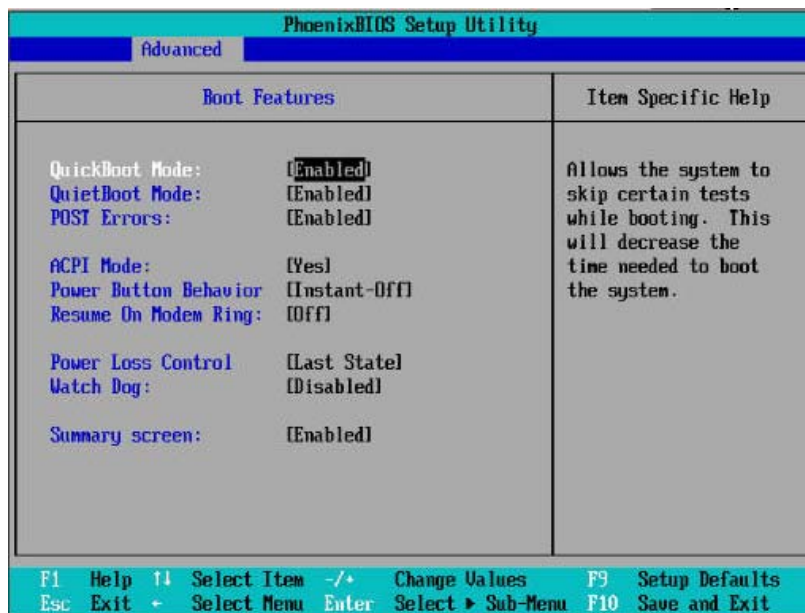 PhoenixBIOS Setup Utility
Advanced
Boot Features
QuickBoot Mode: [Enabled]
QuietBoot Mode: [Enabled]
POST Errors: [Enabled]
ACPI Mode: [Yes]
Power Button Behavior [Instant-Off]
Resume On Modem Ring: [Off]
Power Loss Control [Last State]
Watch Dog: [Disabled]
Summary screen: [Enabled]
Item Specific Help
Allows the system to
skip certain tests
while booting. This
will decrease the
time needed to boot
the system.
F1 Help ↑↓ Select Item -/+ Change Values F9 Setup Defaults
Esc Exit ← Select Menu Enter Select ▶ Sub-Menu F10 Save and Exit